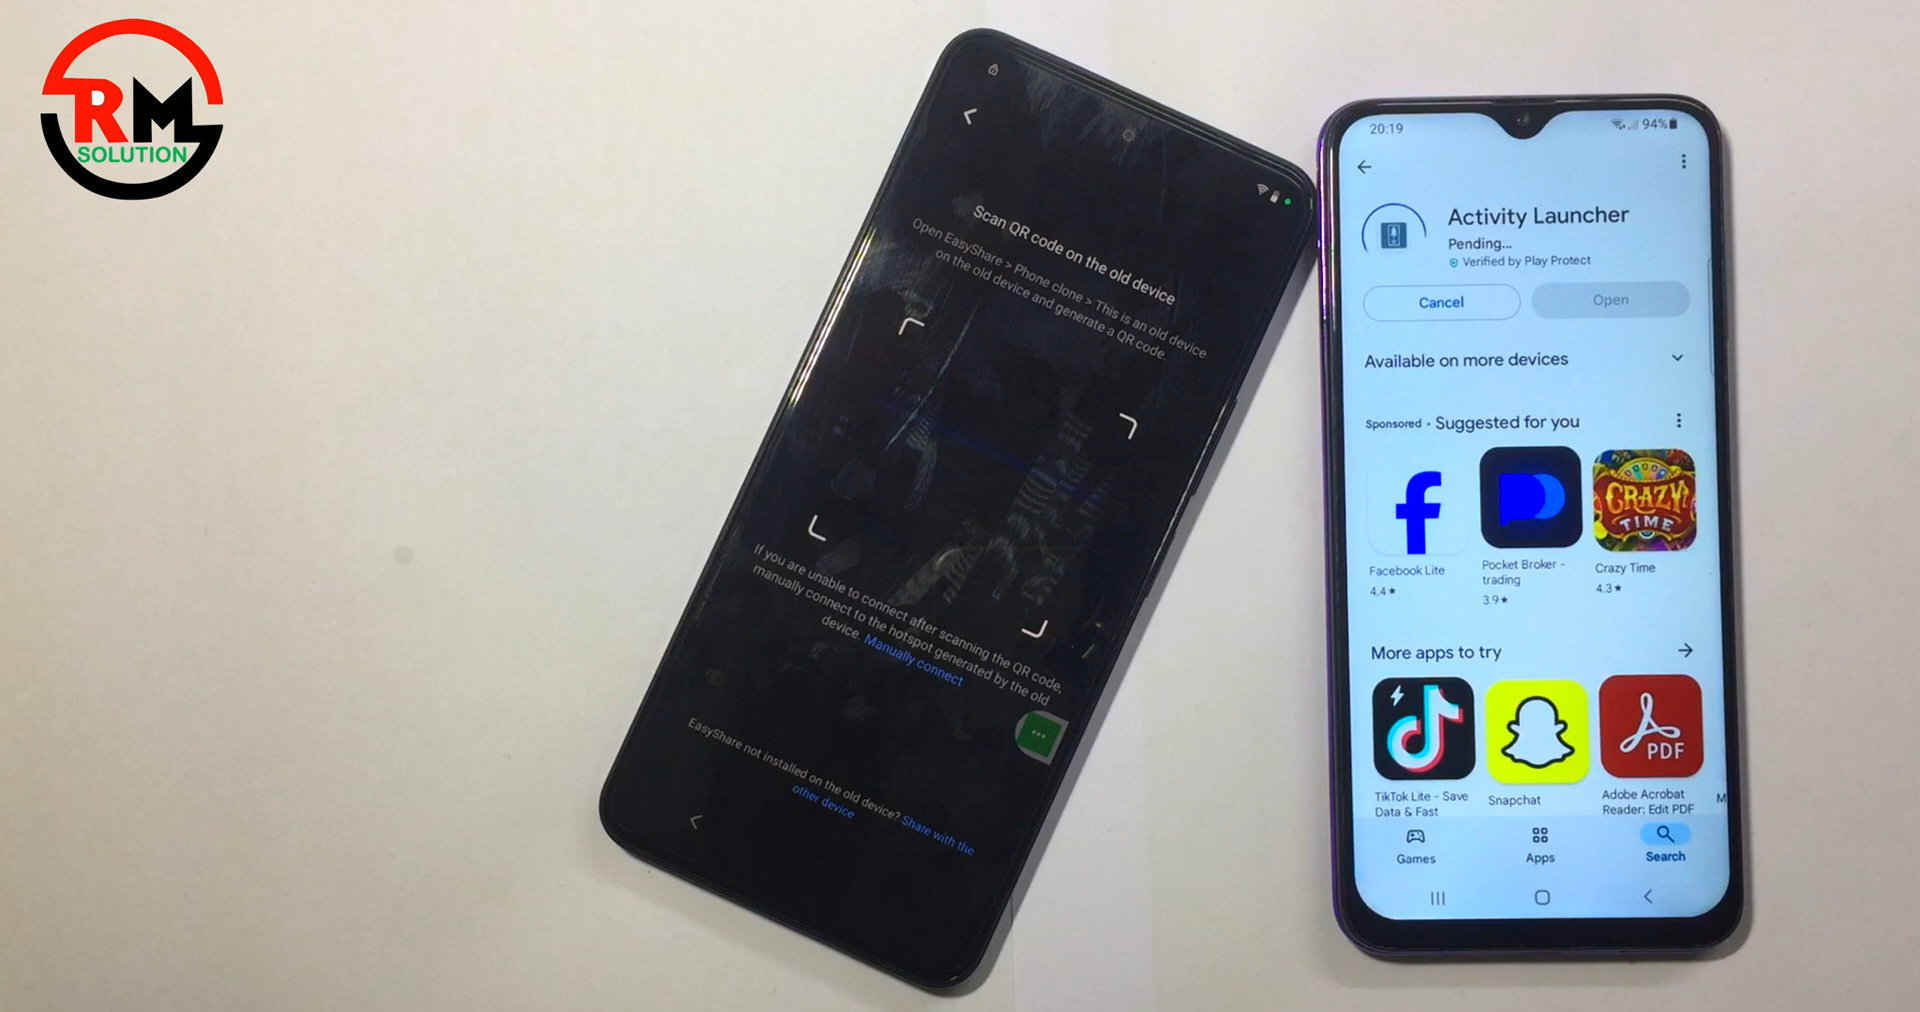 RM
SOLUTION
Scan QR code on the old device
Open EasyShare > Phone clone > This is an old device
on the old device and generate a QR code.
If you are unable to connect after scanning the QR code,
manually connect to the hotspot generated by the old
device. Manually connect
EasyShare not installed on the old device? Share with the
other device
20:19
94%
Activity Launcher
Pending...
Verified by Play Protect
Cancel
Open
Available on more devices
Sponsored · Suggested for you
CRAZY
TIME
Facebook Lite
4.4★
Pocket Broker -
trading
3.9★
Crazy Time
4.3★
More apps to try
PDF
TikTok Lite - Save
Data & Fast
Snapchat
Adobe Acrobat
Reader: Edit PDF
M
Games
Apps
Search